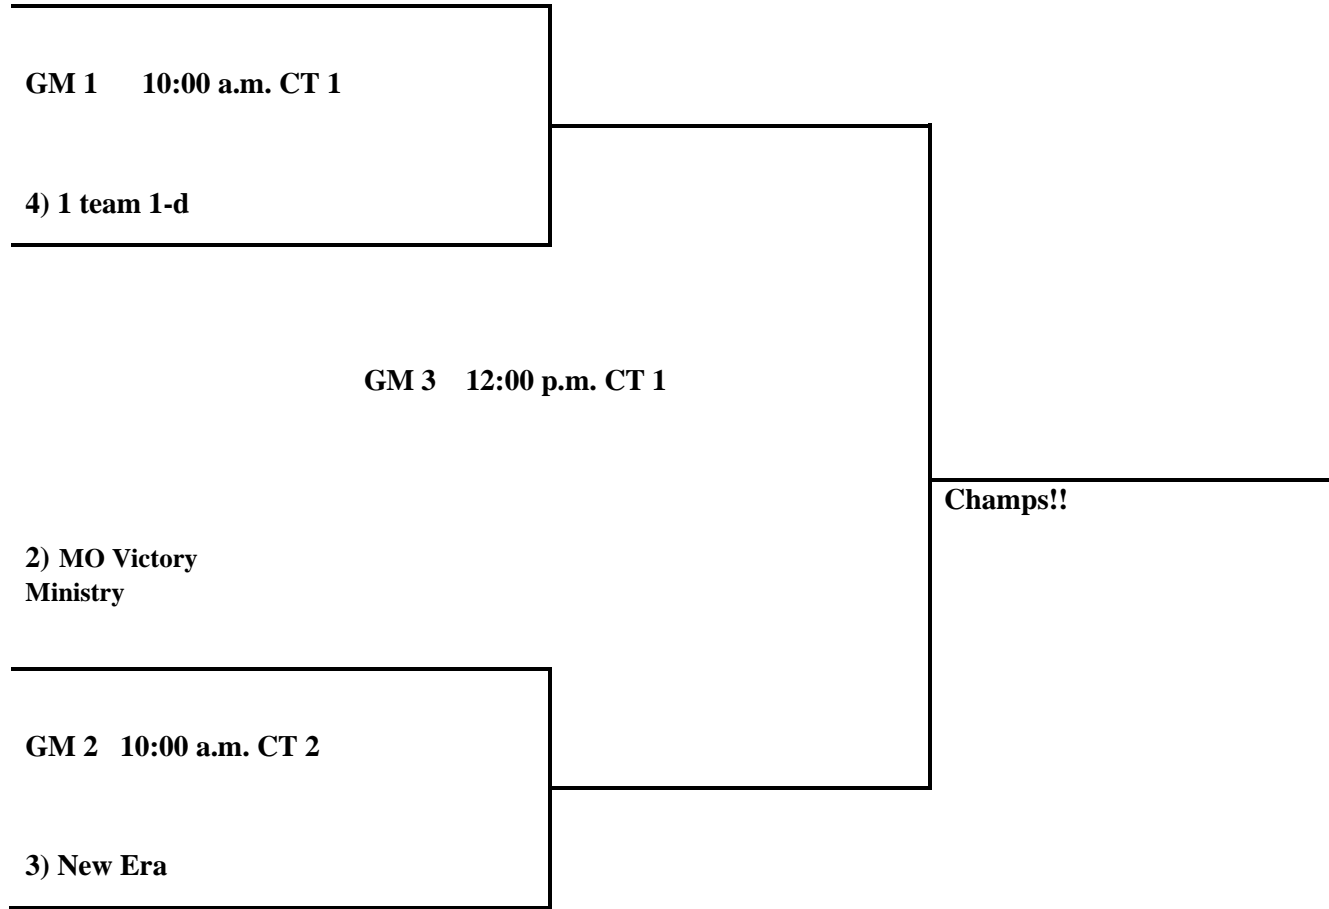 GM 1 10:00 a.m. CT 1
4) 1 team 1-d
GM 3 12:00 p.m. CT 1
Champs!!
2) MO Victory
Ministry
GM 2 10:00 a.m. CT 2
3) New Era